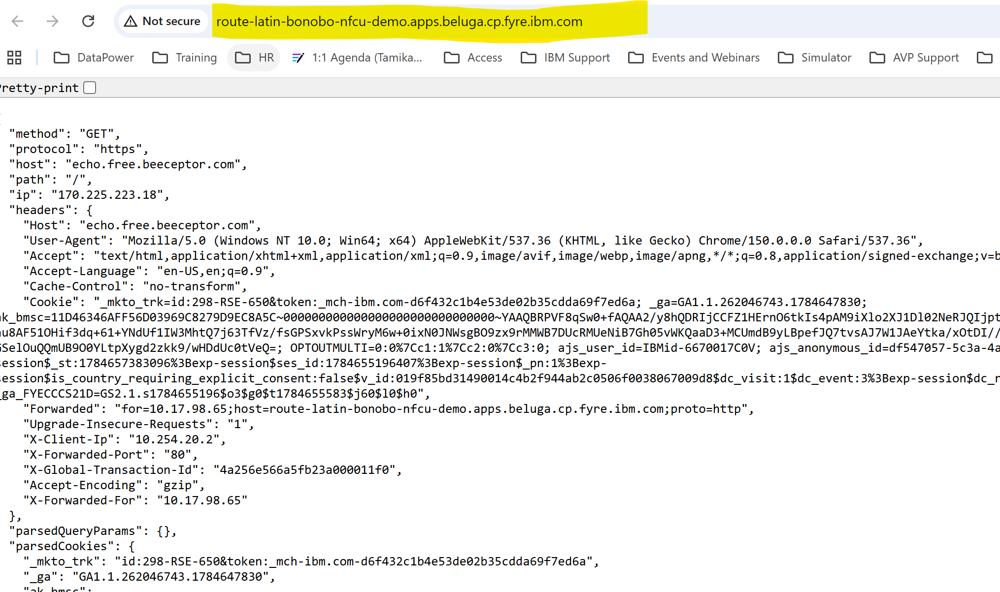 Not secure route-latin-bonobo-nfcu-demo.apps.beluga.cp.fyre.ibm.com
DataPower Training HR 1:1 Agenda (Tamika... Access IBM Support Events and Webinars Simulator AVP Support
Pretty-print
"method": "GET",
"protocol": "https",
"host": "echo.free.beeceptor.com",
"path": "/",
"ip": "170.225.223.18",
"headers": {
"Host": "echo.free.beeceptor.com",
"User-Agent": "Mozilla/5.0 (Windows NT 10.0; Win64; x64) AppleWebKit/537.36 (KHTML, like Gecko) Chrome/150.0.0.0 Safari/537.36",
"Accept": "text/html,application/xhtml+xml,application/xml;q=0.9,image/avif,image/webp,image/apng,*/*;q=0.8,application/signed-exchange;v=b
"Accept-Language": "en-US,en;q=0.9",
"Cache-Control": "no-transform",
"Cookie": "_mkto_trk=id:298-RSE-650&token:_mch-ibm.com-d6f432c1b4e53de02b35cdda69f7ed6a; _ga=GA1.1.262046743.1784647830;
ak_bmsc=11D46346AFF56D03969C8279D9EC8A5C~000000000000000000000000000000~YAAQBRPVF8qSw0+fAQAA2/y8hQDRIjCCFZ1HErnO6tkIs4pAM9iXlo2XJ1Dl02NeRJQIjpt
u8AF51OHif3dq+61+YNdUf1IW3MhtQ7j63TfVz/fsGPSxvkPssWryM6w+0ixN0JNWsgBO9zx9rMMWB7DUcRMUeNiB7Gh05vWKQaaD3+MCUmdB9yLBpefJQ7tvsAJ7W1JAeYtka/xOtDI//
SelOuQQmUB9O0YLtpXygd2zkk9/wHDdUc0tVeQ=; OPTOUTMULTI=0:0%7Cc1:1%7Cc2:0%7Cc3:0; ajs_user_id=IBMid-6670017C0V; ajs_anonymous_id=df547057-5c3a-4a
session$_st:1784657383096%3Bexp-session$ses_id:1784655196407%3Bexp-session$_pn:1%3Bexp-
session$is_country_requiring_explicit_consent:false$v_id:019f85bd31490014c4b2f944ab2c0506f0038067009d8$dc_visit:1$dc_event:3%3Bexp-session$dc_r
_ga_FYECCCS21D=GS2.1.s1784655196$o3$g0$t1784655583$j60$l0$h0",
"Forwarded": "for=10.17.98.65;host=route-latin-bonobo-nfcu-demo.apps.beluga.cp.fyre.ibm.com;proto=http",
"Upgrade-Insecure-Requests": "1",
"X-Client-Ip": "10.254.20.2",
"X-Forwarded-Port": "80",
"X-Global-Transaction-Id": "4a256e566a5fb23a000011f0",
"Accept-Encoding": "gzip",
"X-Forwarded-For": "10.17.98.65"
},
"parsedQueryParams": {},
"parsedCookies": {
"_mkto_trk": "id:298-RSE-650&token:_mch-ibm.com-d6f432c1b4e53de02b35cdda69f7ed6a",
"_ga": "GA1.1.262046743.1784647830",
"ak_bmsc":